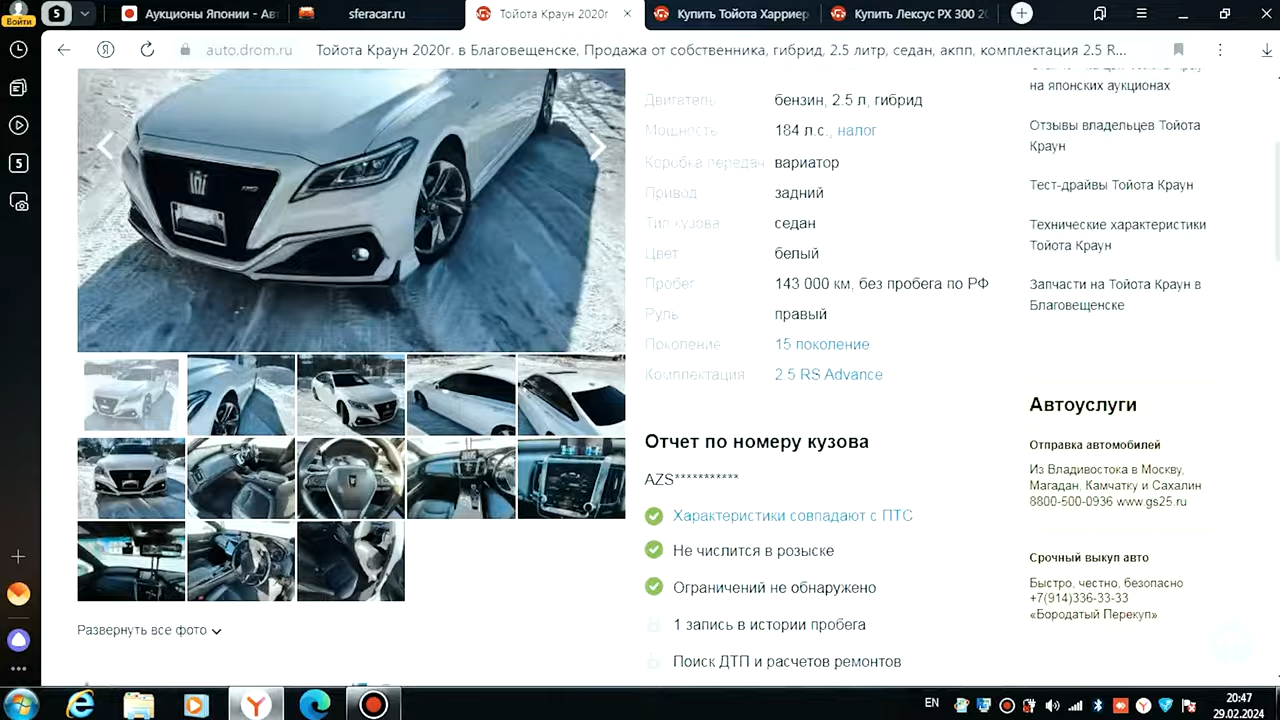 Войти
5
Аукционы Японии - Авт
sferacar.ru
Тойота Краун 2020г
Купить Тойота Харриер
Купить Лексус РХ 300 20
auto.drom.ru
Тойота Краун 2020г. в Благовещенске, Продажа от собственника, гибрид, 2.5 литр, седан, акпп, комплектация 2.5 R...
5
Двигатель бензин, 2.5 л, гибрид
Мощность 184 л.с., налог
Коробка передач вариатор
Привод задний
Тип кузова седан
Цвет белый
Пробег 143 000 км, без пробега по РФ
Руль правый
Поколение 15 поколение
Комплектация 2.5 RS Advance
Отчет по номеру кузова
AZS***********
Характеристики совпадают с ПТС
Не числится в розыске
Ограничений не обнаружено
1 запись в истории пробега
Поиск ДТП и расчетов ремонтов
Развернуть все фото
на японских аукционах
Отзывы владельцев Тойота
Краун
Тест-драйвы Тойота Краун
Технические характеристики
Тойота Краун
Запчасти на Тойота Краун в
Благовещенске
Автоуслуги
Отправка автомобилей
Из Владивостока в Москву,
Магадан, Камчатку и Сахалин
8800-500-0936 www.gs25.ru
Срочный выкуп авто
Быстро, честно, безопасно
+7(914)336-33-33
«Бородатый Перекуп»
EN
20:47
29.02.2024